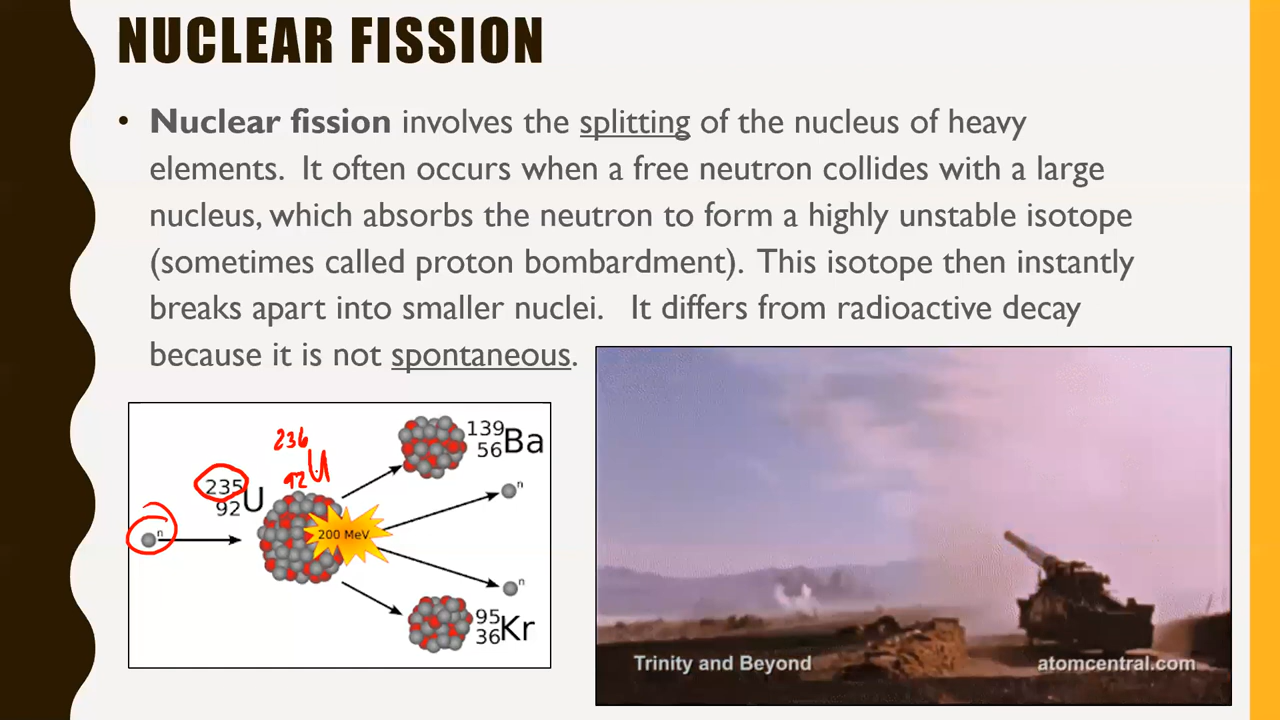 NUCLEAR FISSION
• Nuclear fission involves the splitting of the nucleus of heavy
elements. It often occurs when a free neutron collides with a large
nucleus, which absorbs the neutron to form a highly unstable isotope
(sometimes called proton bombardment). This isotope then instantly
breaks apart into smaller nuclei. It differs from radioactive decay
because it is not spontaneous.
236
92 U
235
92 U
n
200 MeV
139
56 Ba
n
n
95
36 Kr
Trinity and Beyond
atomcentral.com